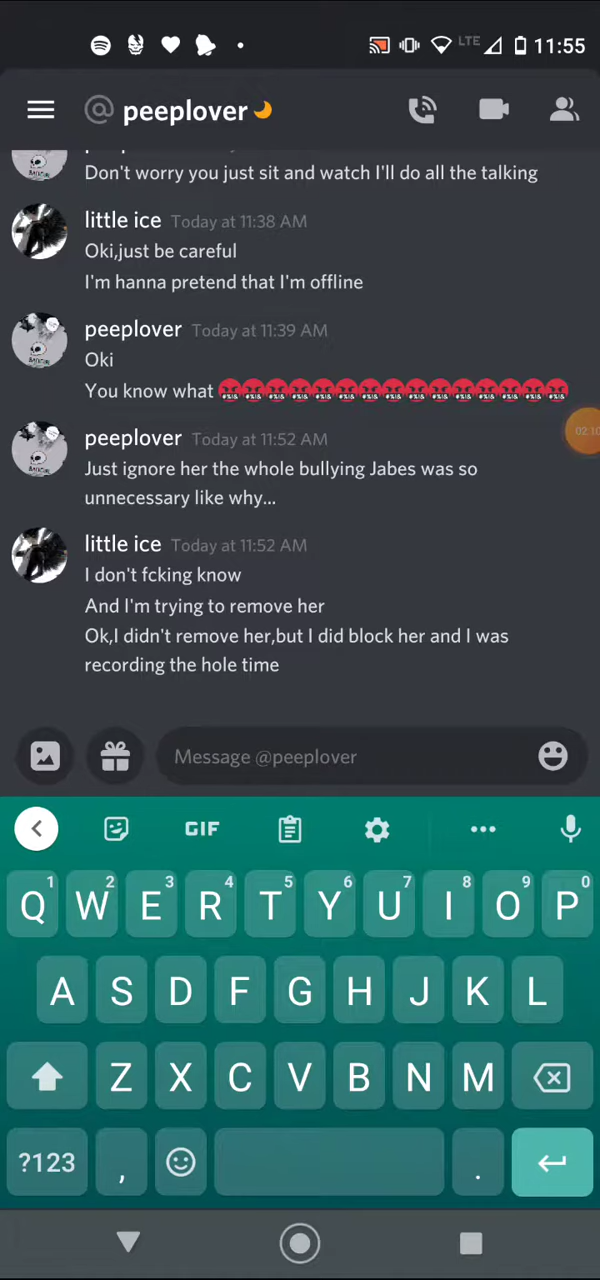 LTE 11:55
@ peeplover
Don't worry you just sit and watch I'll do all the talking
little ice Today at 11:38 AM
Oki,just be careful
I'm hanna pretend that I'm offline
peeplover Today at 11:39 AM
Oki
You know what
peeplover Today at 11:52 AM
Just ignore her the whole bullying Jabes was so
unnecessary like why...
little ice Today at 11:52 AM
I don't fcking know
And I'm trying to remove her
Ok,I didn't remove her,but I did block her and I was
recording the hole time
02:10
Message @peeplover
GIF
1 2 3 4 5 6 7 8 9 0
Q W E R T Y U I O P
A S D F G H J K L
Z X C V B N M
?123 , .